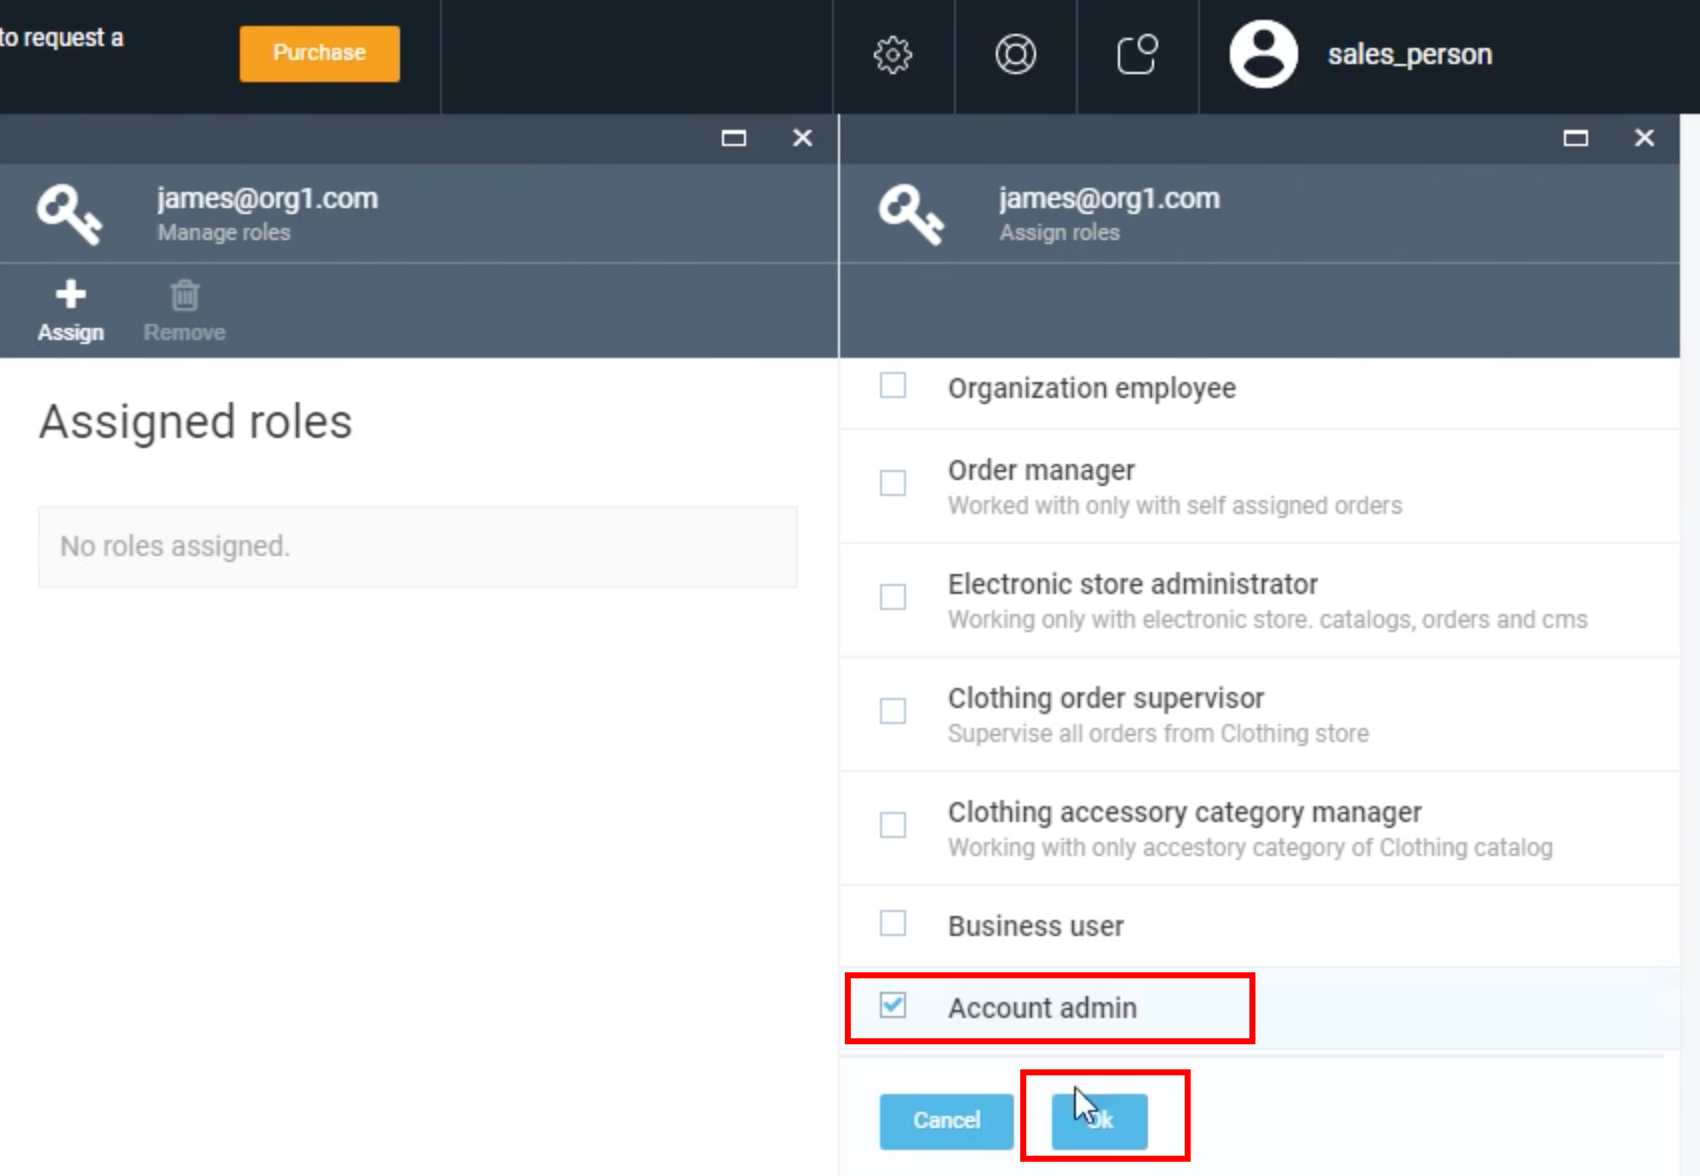 to request a
Purchase
sales_person
james@org1.com
Manage roles
Assign
Remove
Assigned roles
No roles assigned.
james@org1.com
Assign roles
Organization employee
Order manager
Worked with only with self assigned orders
Electronic store administrator
Working only with electronic store. catalogs, orders and cms
Clothing order supervisor
Supervise all orders from Clothing store
Clothing accessory category manager
Working with only accestory category of Clothing catalog
Business user
Account admin
Cancel
Ok